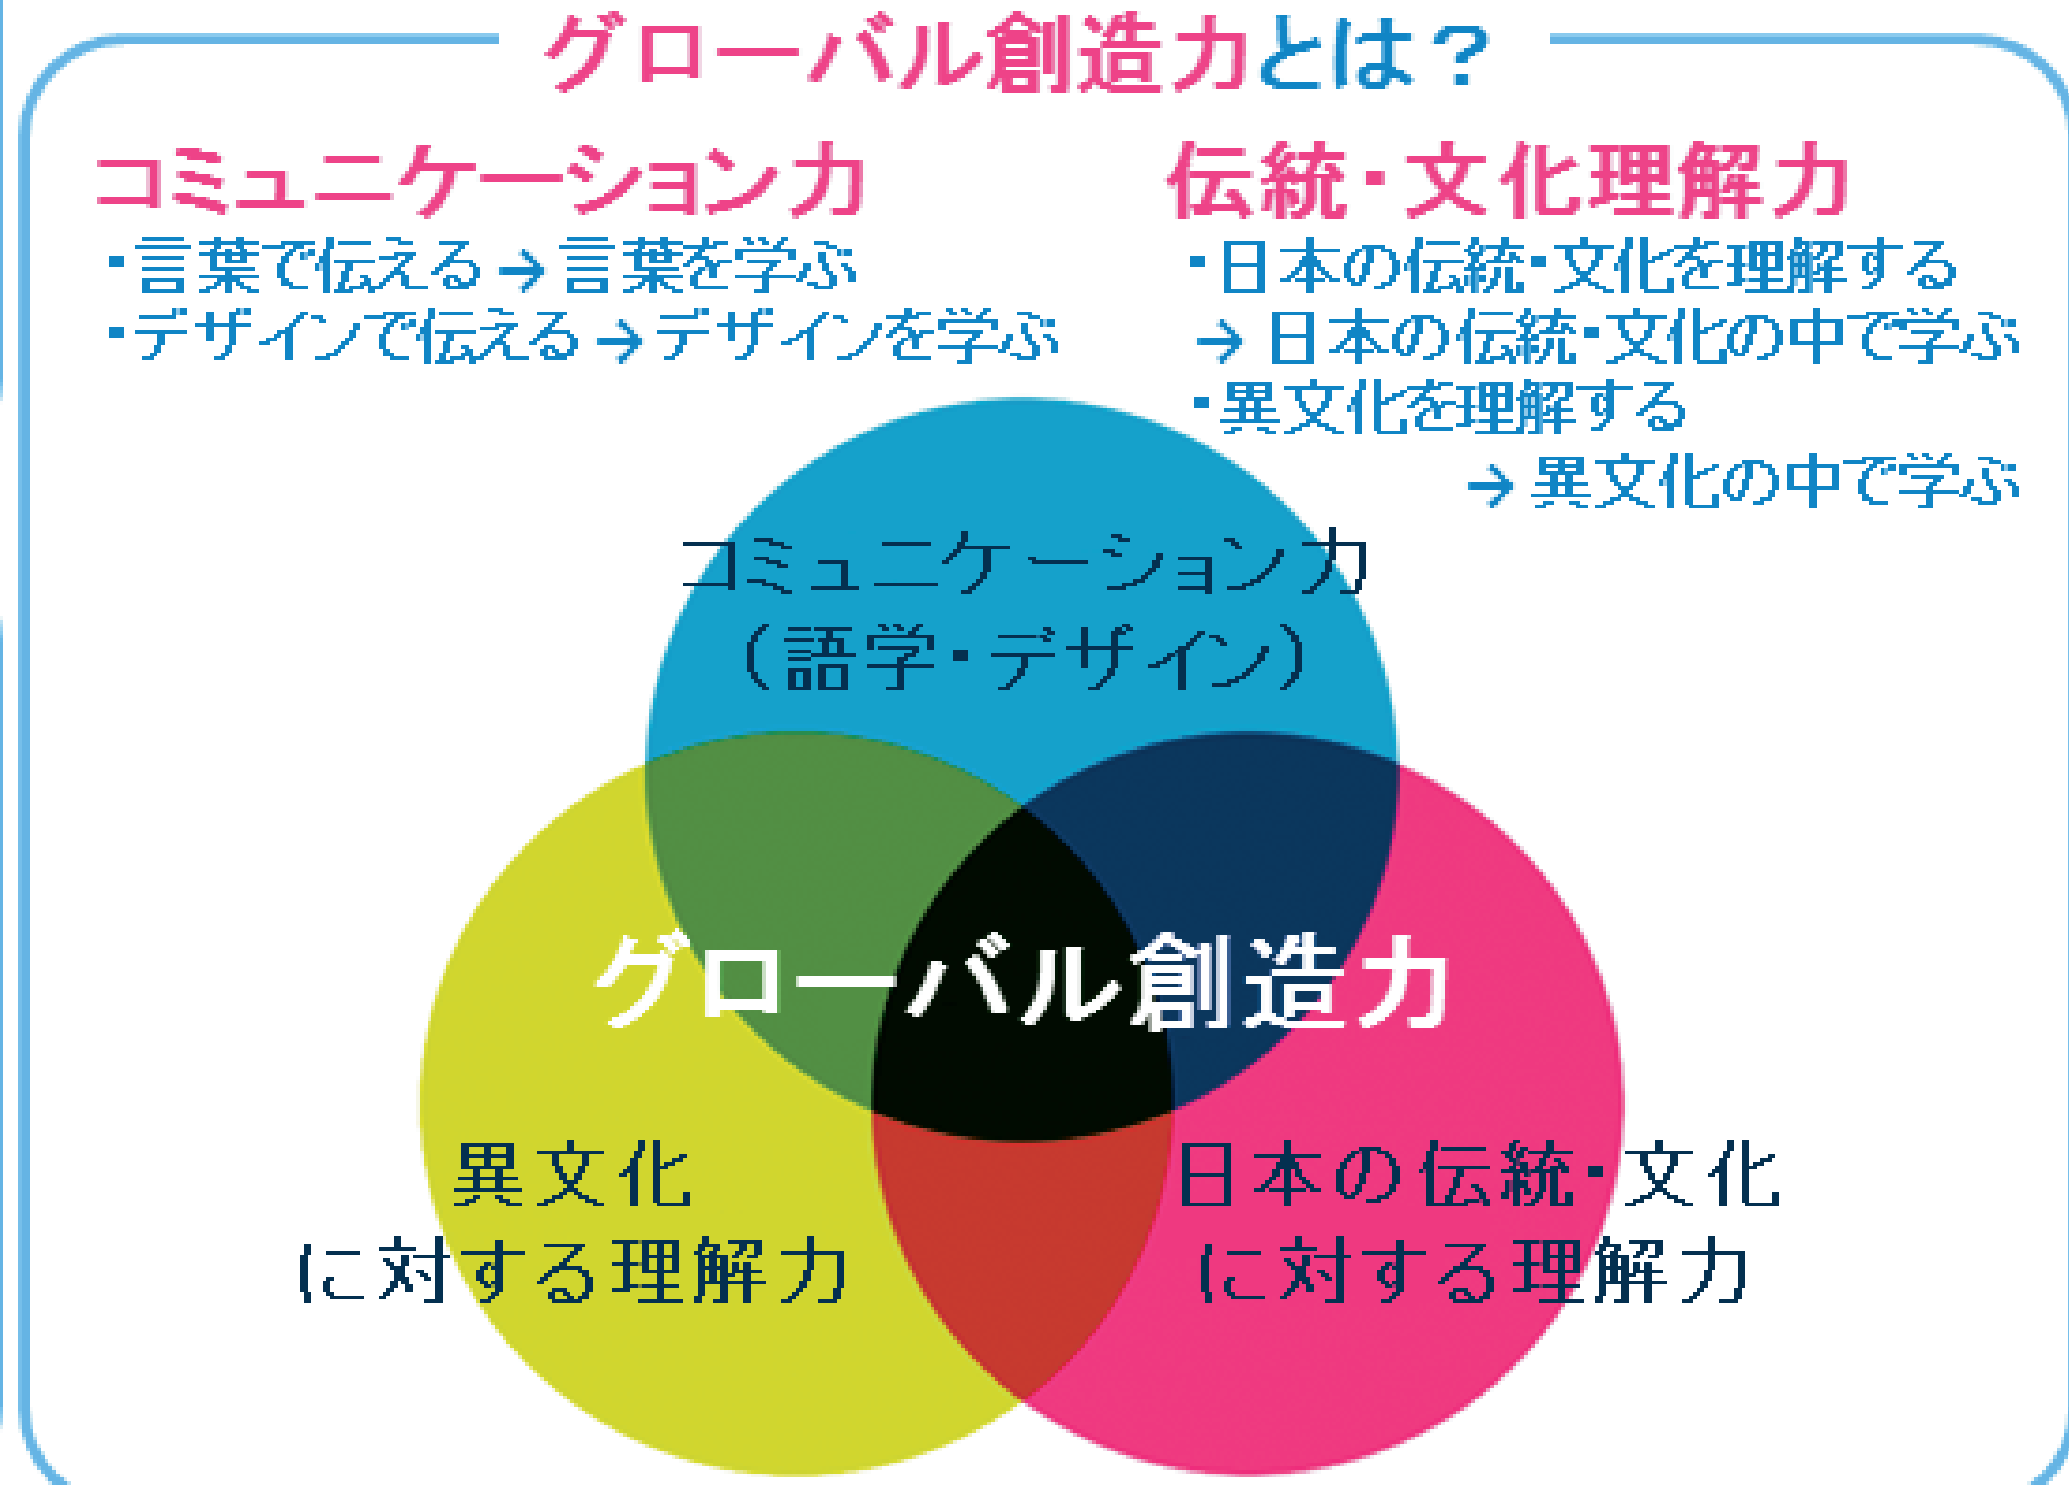 グローバル創造力とは？
コミュニケーション力
・言葉で伝える→言葉を学ぶ
・デザインで伝える→デザインを学ぶ
伝統・文化理解力
・日本の伝統・文化を理解する
→日本の伝統・文化の中で学ぶ
・異文化を理解する
→異文化の中で学ぶ
コミュニケーション力
（語学・デザイン）
グローバル創造力
異文化
に対する理解力
日本の伝統・文化
に対する理解力